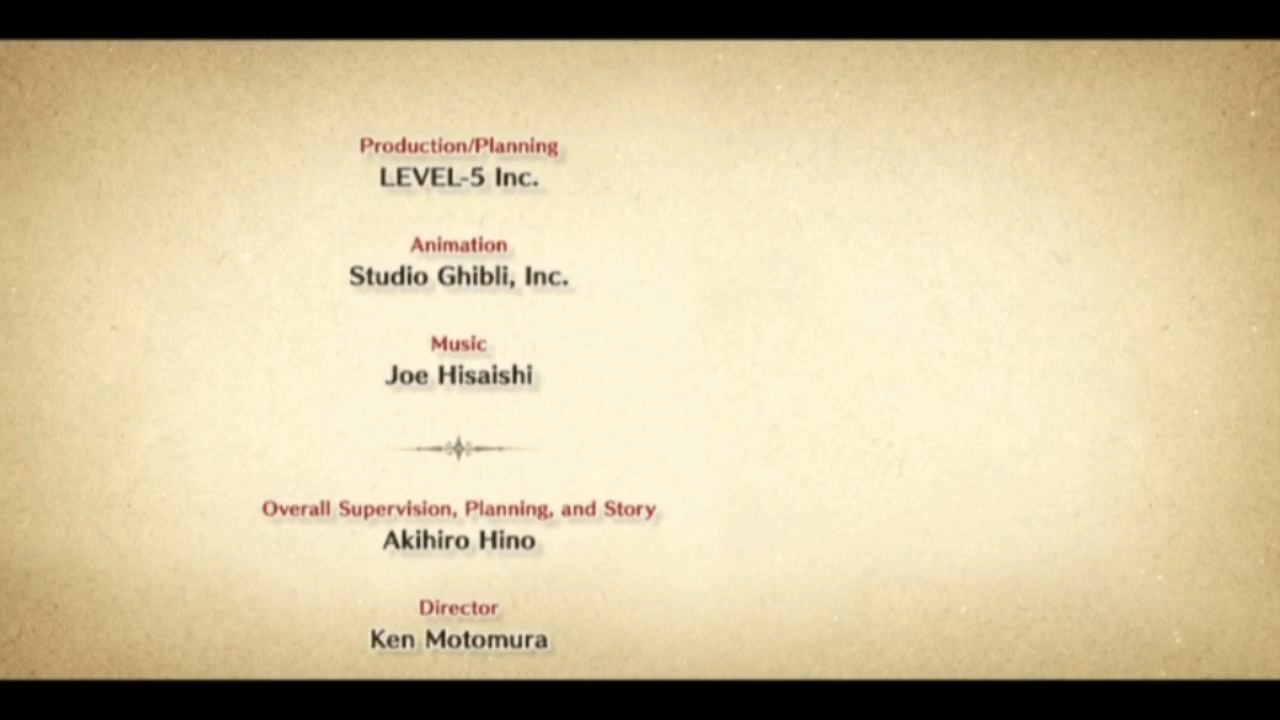 Production/Planning
LEVEL-5 Inc.
Animation
Studio Ghibli, Inc.
Music
Joe Hisaishi
Overall Supervision, Planning, and Story
Akihiro Hino
Director
Ken Motomura